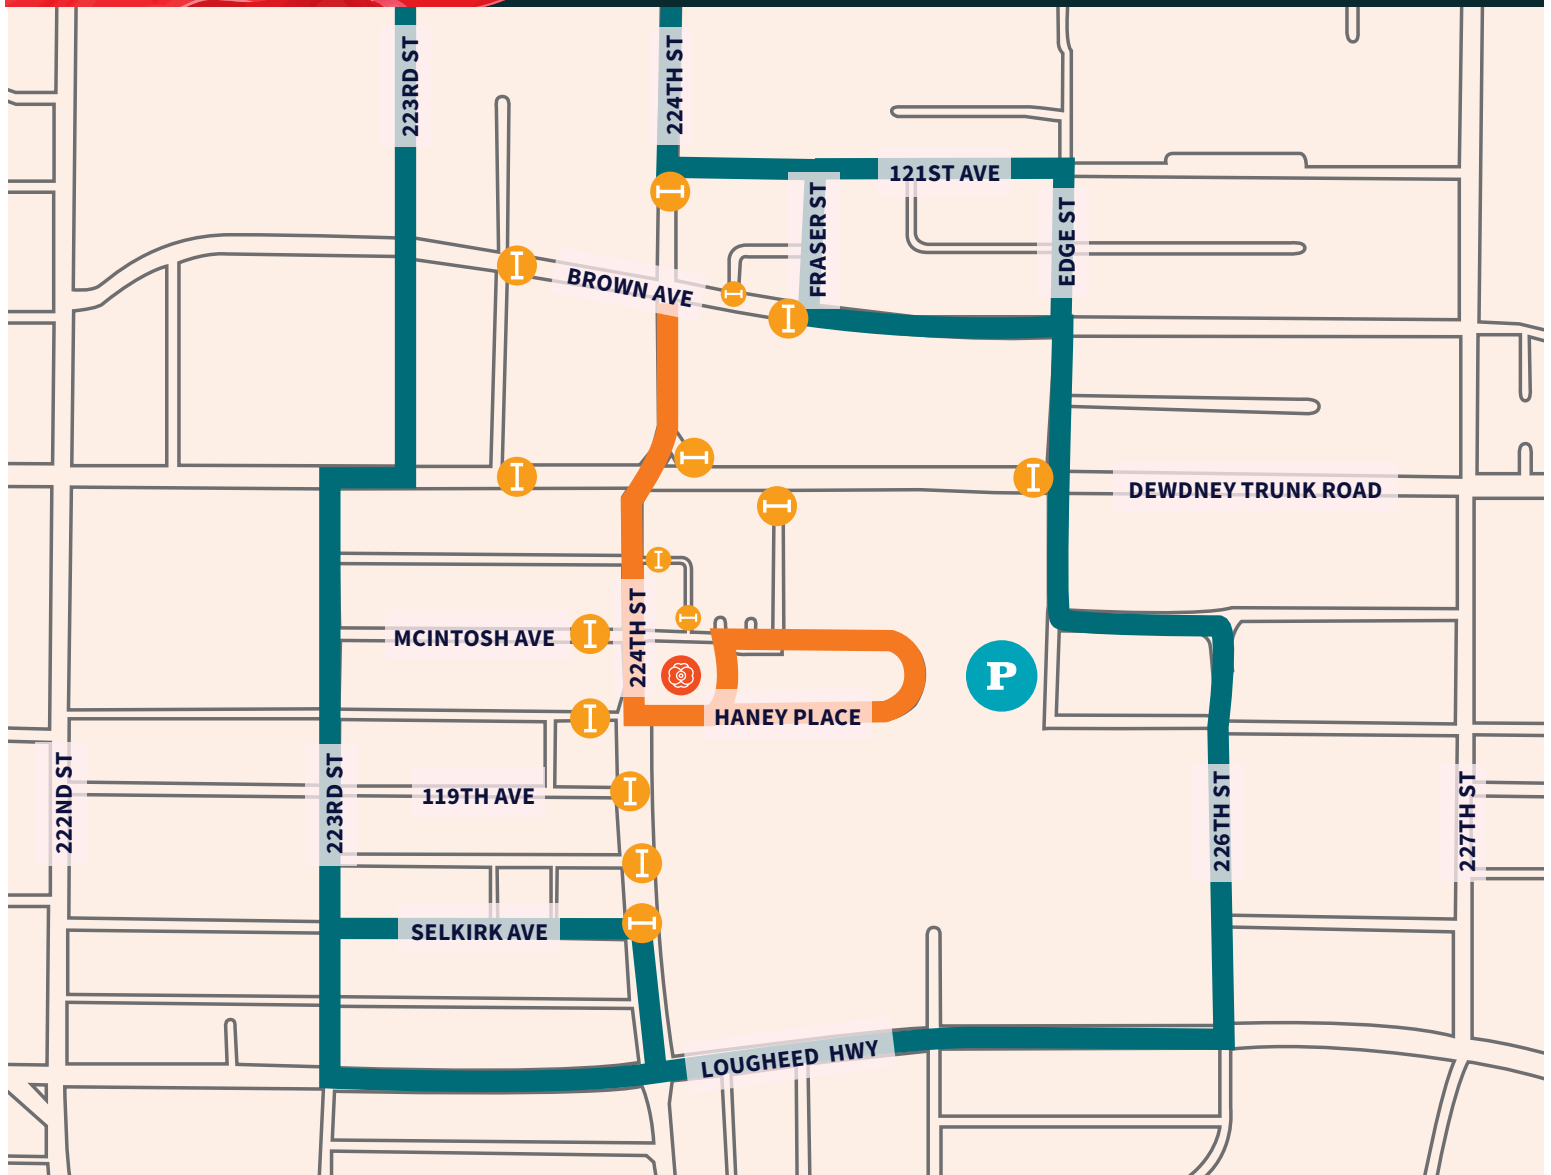 223RD ST
224TH ST
121ST AVE
FRASER ST
EDGE ST
BROWN AVE
DEWDNEY TRUNK ROAD
224TH ST
MCINTOSH AVE
P
HANEY PLACE
222ND ST
223RD ST
119TH AVE
226TH ST
227TH ST
SELKIRK AVE
LOUGHEED HWY